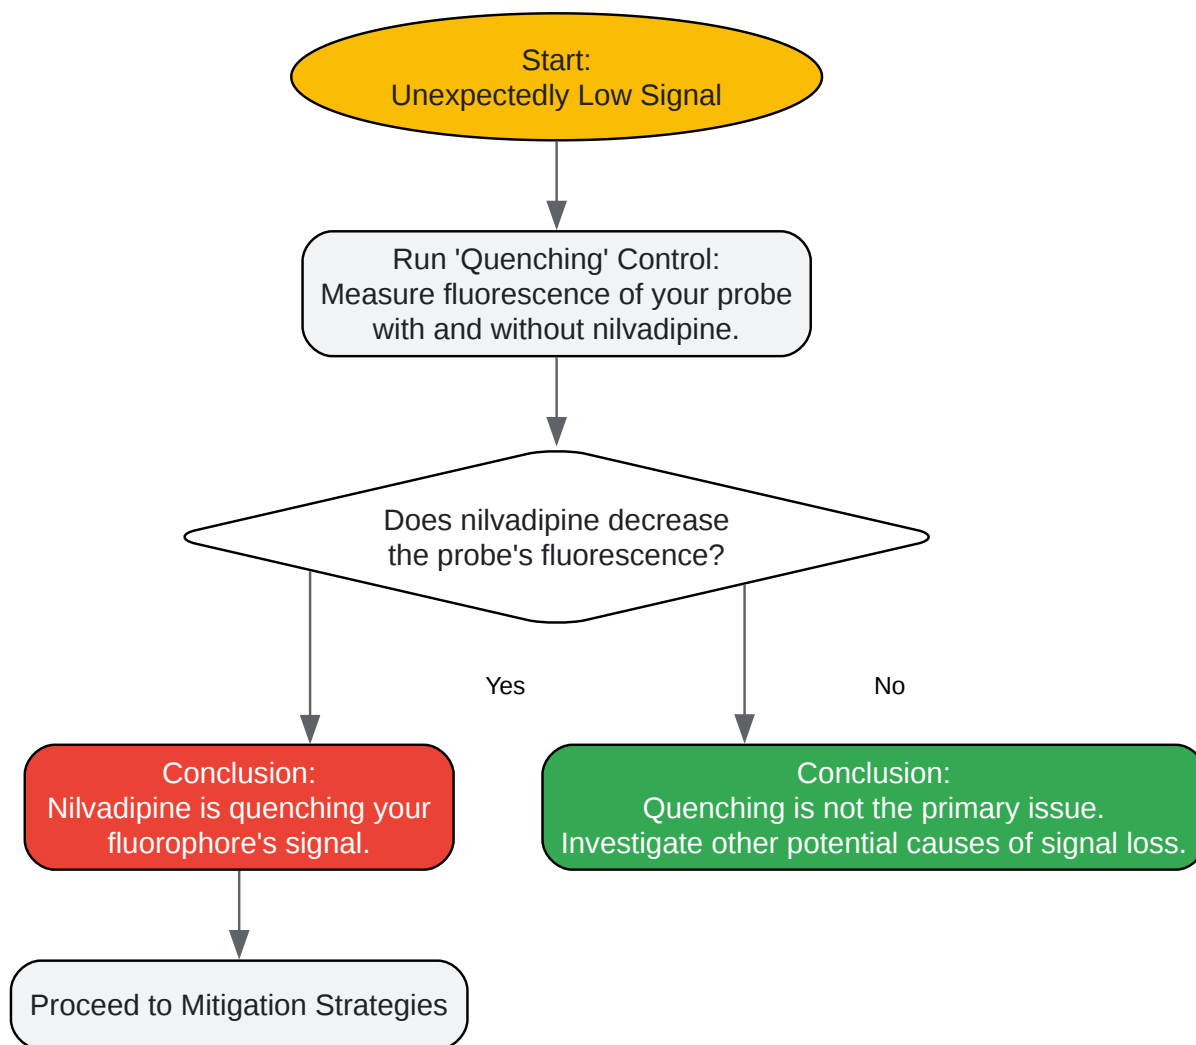 Start:
Unexpectedly Low Signal
Run 'Quenching' Control:
Measure fluorescence of your probe
with and without nilvadipine.
Does nilvadipine decrease
the probe's fluorescence?
Yes
No
Conclusion:
Nilvadipine is quenching your
fluorophore's signal.
Conclusion:
Quenching is not the primary issue.
Investigate other potential causes of signal loss.
Proceed to Mitigation Strategies